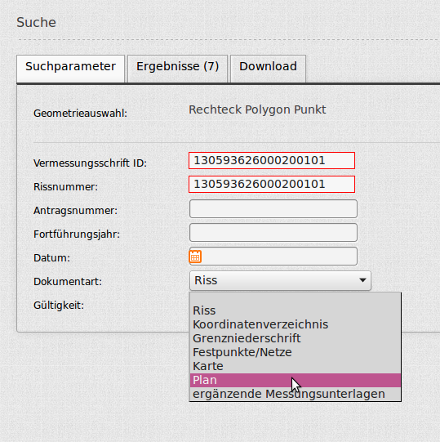 Suche
Suchparameter Ergebnisse (7) Download
Geometrieauswahl: Rechteck Polygon Punkt
Vermessungsschrift ID: 130593626000200101
Rissnummer: 130593626000200101
Antragsnummer:
Fortführungsjahr:
Datum:
Dokumentart: Riss
Gültigkeit:
Riss
Koordinatenverzeichnis
Grenzniederschrift
Festpunkte/Netze
Karte
Plan
ergänzende Messungsunterlagen